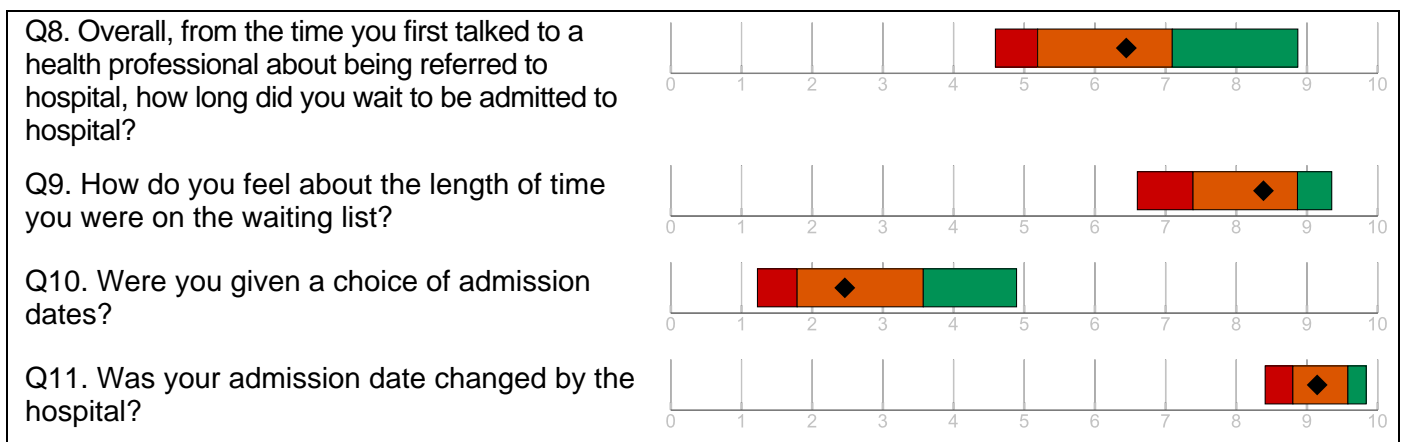 Q8. Overall, from the time you first talked to a
health professional about being referred to
hospital, how long did you wait to be admitted to
hospital?
0 1 2 3 4 5 6 7 8 9 10
Q9. How do you feel about the length of time
you were on the waiting list?
0 1 2 3 4 5 6 7 8 9 10
Q10. Were you given a choice of admission
dates?
0 1 2 3 4 5 6 7 8 9 10
Q11. Was your admission date changed by the
hospital?
0 1 2 3 4 5 6 7 8 9 10